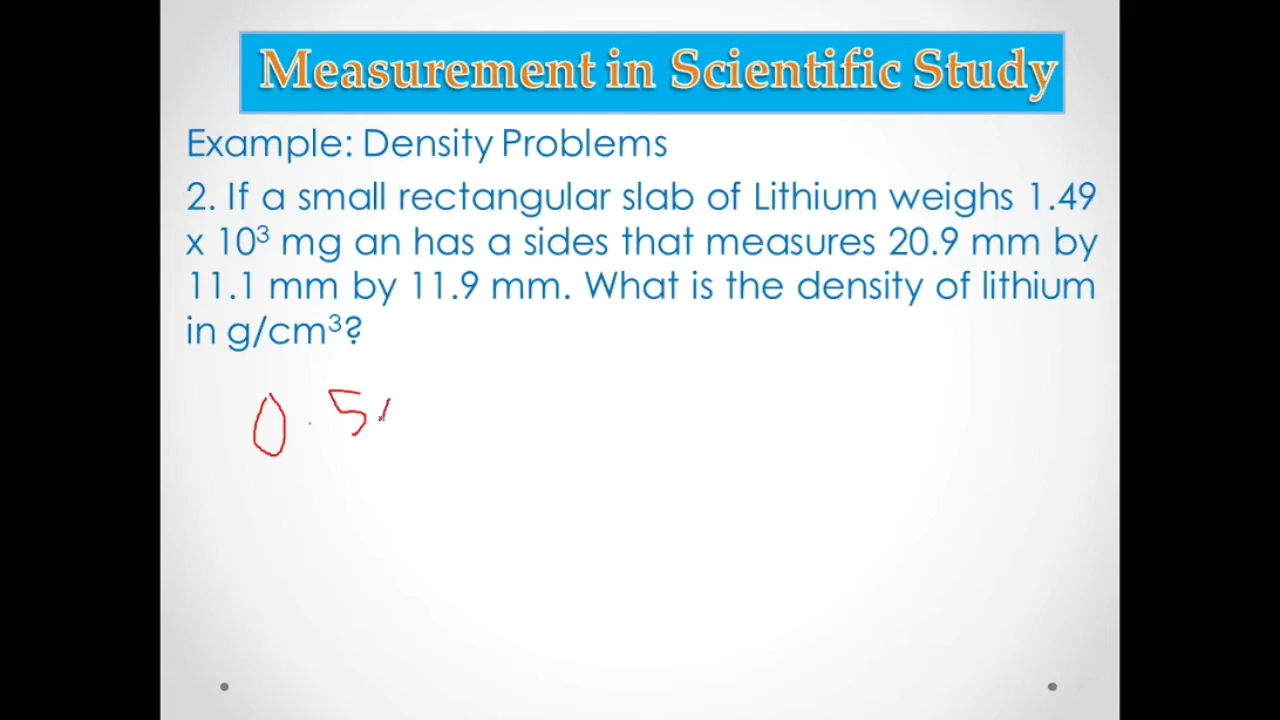 Measurement in Scientific Study
Example: Density Problems
2. If a small rectangular slab of Lithium weighs 1.49
x 10³ mg an has a sides that measures 20.9 mm by
11.1 mm by 11.9 mm. What is the density of lithium
in g/cm³?
0.5